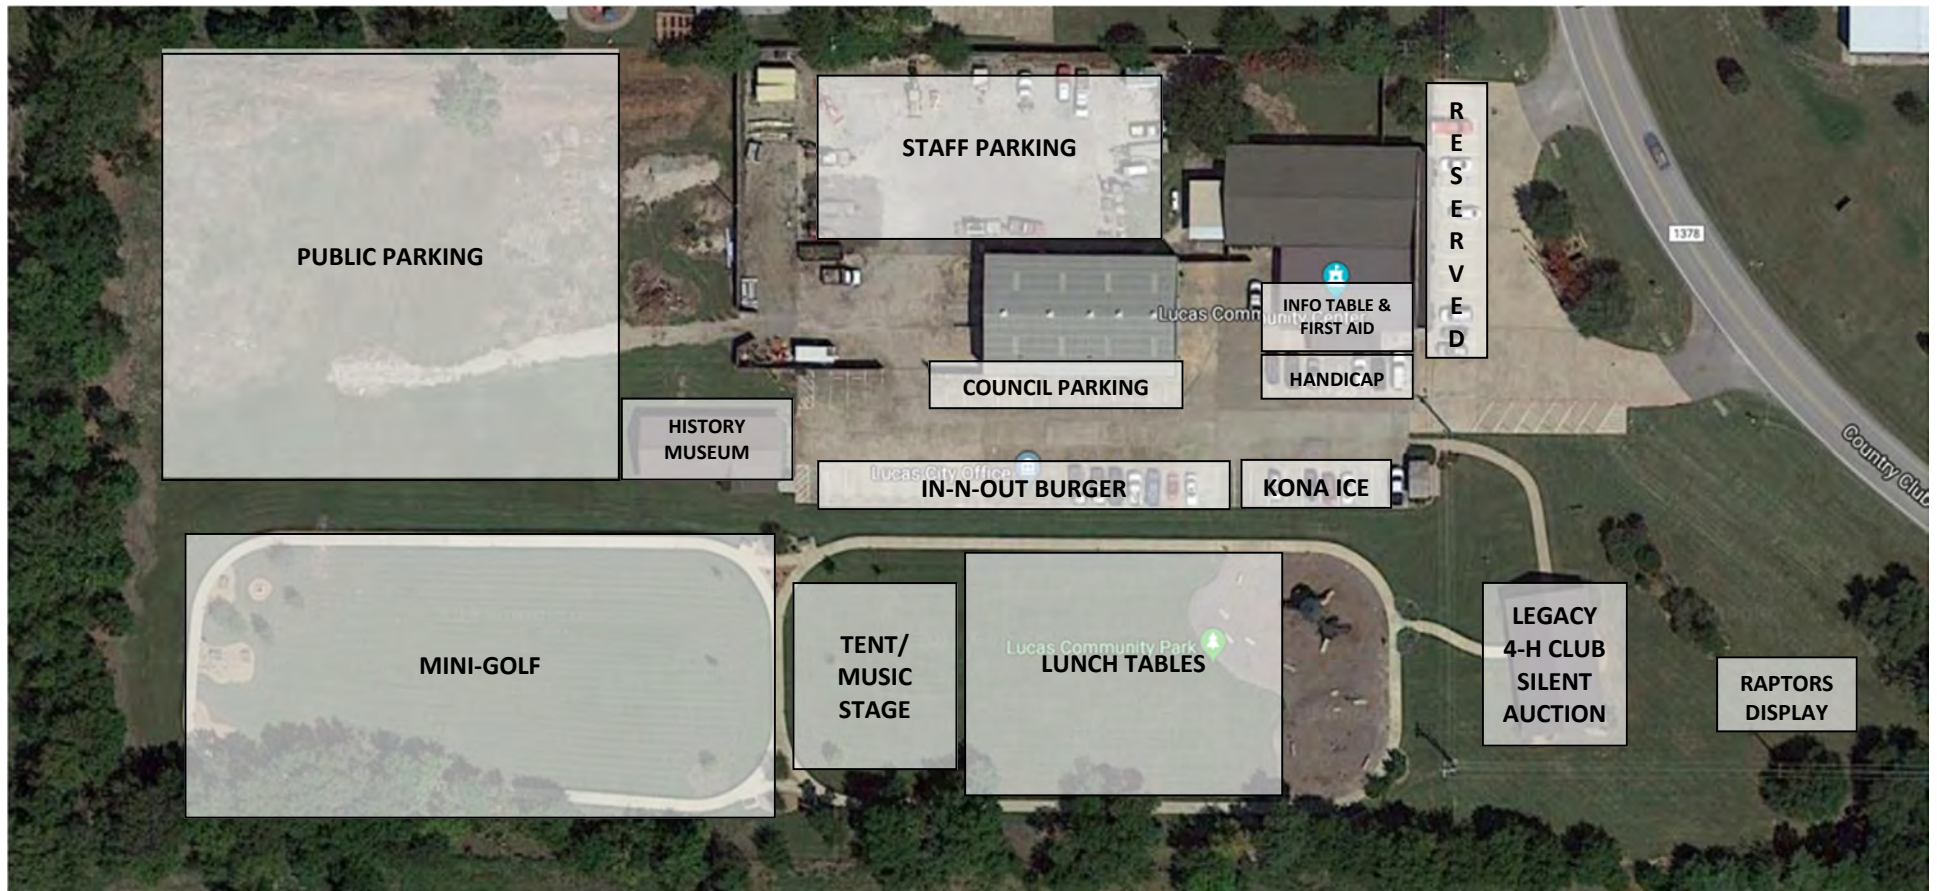 PUBLIC PARKING
STAFF PARKING
R
E
S
E
R
V
E
D
1378
Lucas Community Center
INFO TABLE &
FIRST AID
COUNCIL PARKING
HANDICAP
HISTORY
MUSEUM
Lucas City Office
IN-N-OUT BURGER
KONA ICE
Country Club
MINI-GOLF
TENT/
MUSIC
STAGE
Lucas Community Park
LUNCH TABLES
LEGACY
4-H CLUB
SILENT
AUCTION
RAPTORS
DISPLAY